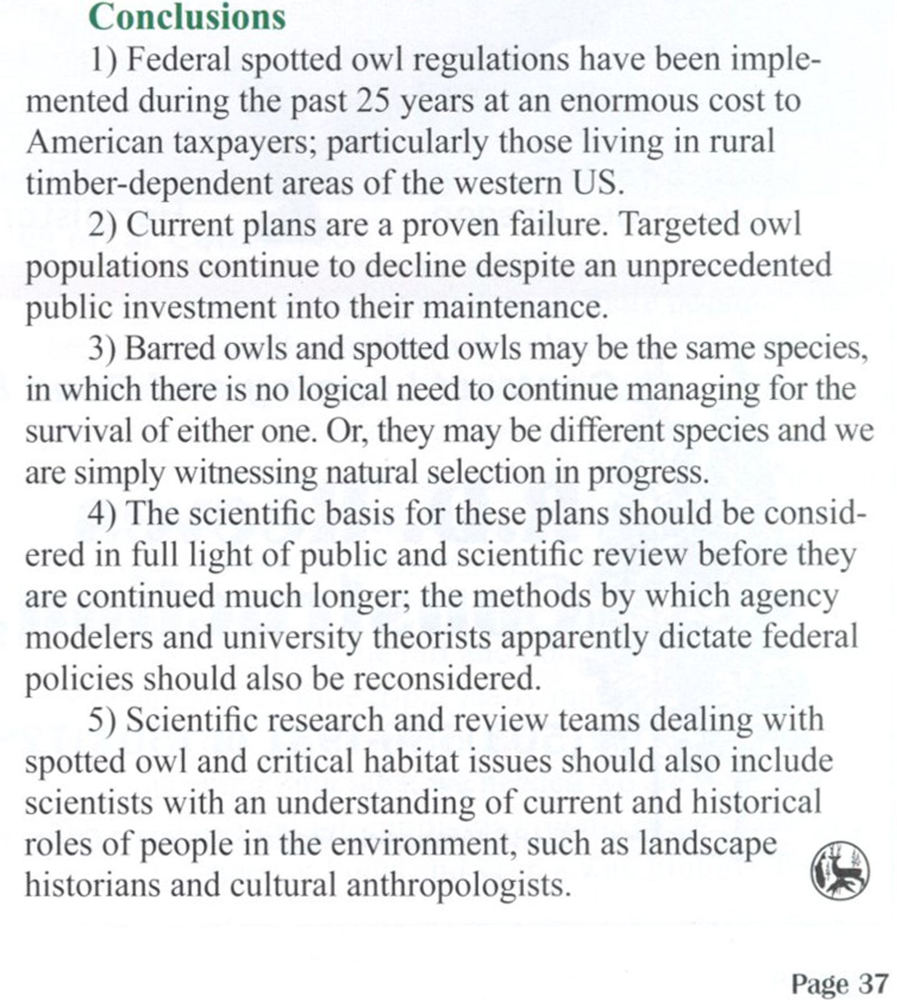 Conclusions
1) Federal spotted owl regulations have been imple-
mented during the past 25 years at an enormous cost to
American taxpayers; particularly those living in rural
timber-dependent areas of the western US.
2) Current plans are a proven failure. Targeted owl
populations continue to decline despite an unprecedented
public investment into their maintenance.
3) Barred owls and spotted owls may be the same species,
in which there is no logical need to continue managing for the
survival of either one. Or, they may be different species and we
are simply witnessing natural selection in progress.
4) The scientific basis for these plans should be consid-
ered in full light of public and scientific review before they
are continued much longer; the methods by which agency
modelers and university theorists apparently dictate federal
policies should also be reconsidered.
5) Scientific research and review teams dealing with
spotted owl and critical habitat issues should also include
scientists with an understanding of current and historical
roles of people in the environment, such as landscape
historians and cultural anthropologists.
Page 37